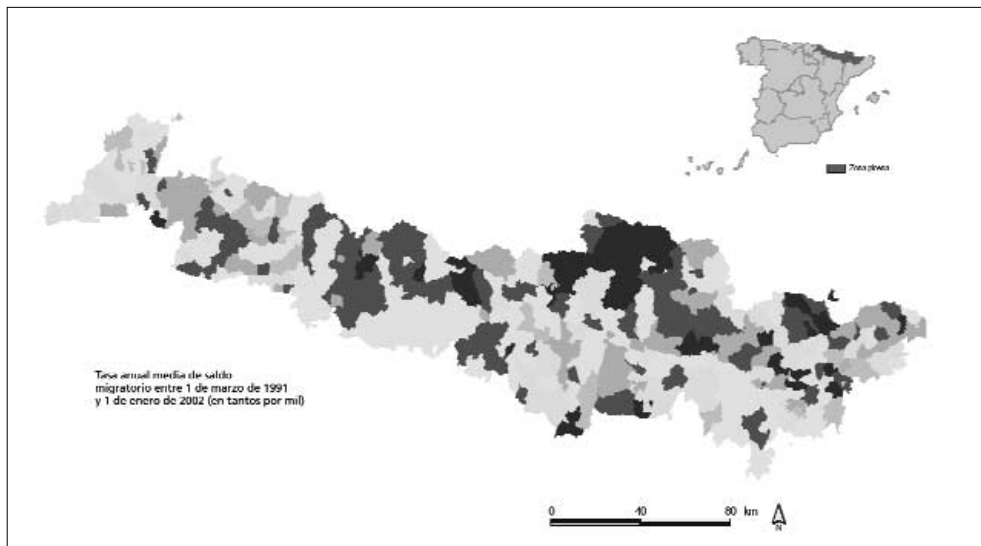 Zona pirenaica
Tasa anual media de saldo
migratorio entre 1 de marzo de 1991
y 1 de enero de 2002 (en tantos por mil)
0 40 80 km
N